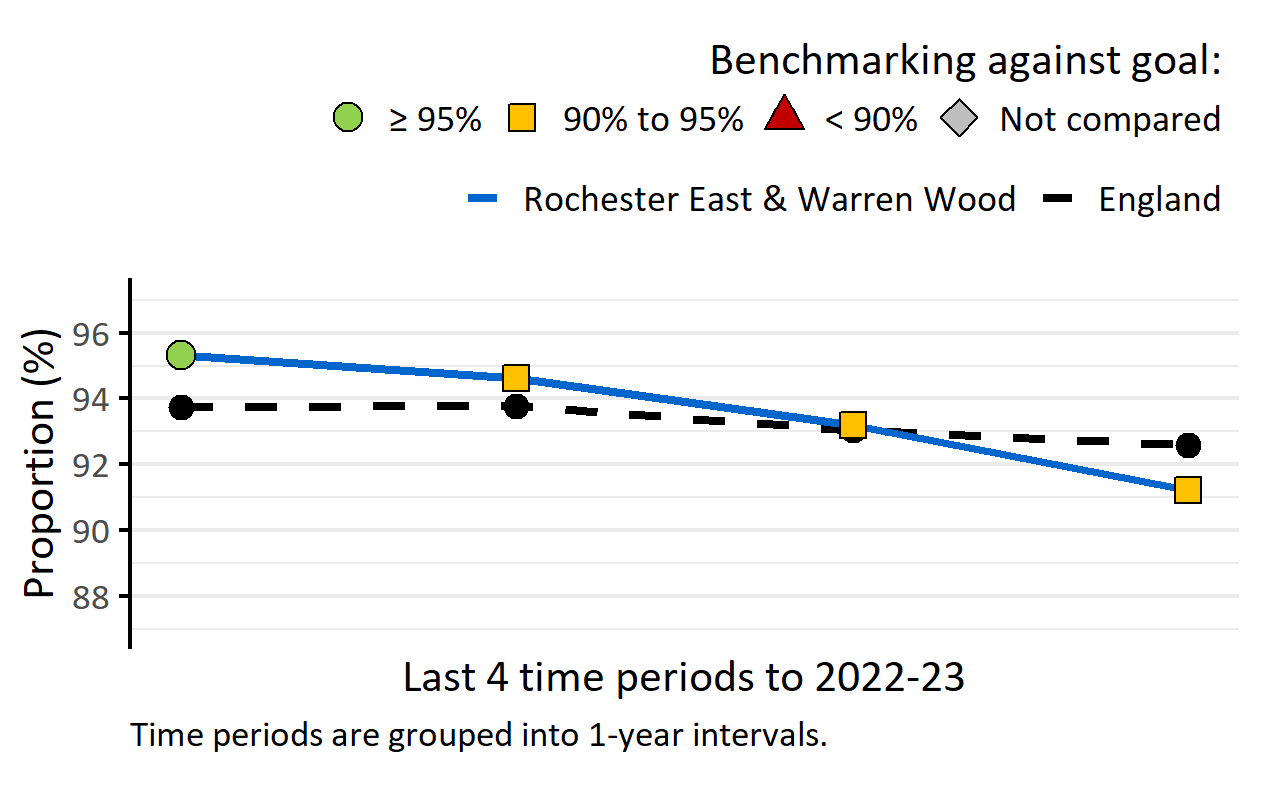 Benchmarking against goal:
≥ 95% 90% to 95% < 90% Not compared
Rochester East & Warren Wood England
Proportion (%)
96
94
92
90
88
Last 4 time periods to 2022-23
Time periods are grouped into 1-year intervals.